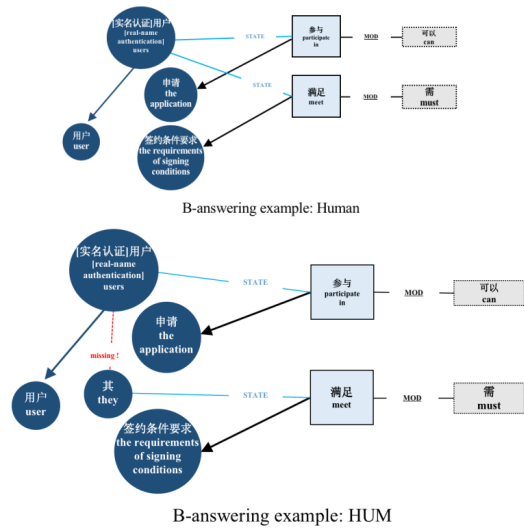 [实名认证]用户
[real-name
authentication]
users
STATE
参与
participate
in
MOD
可以
can
申请
the
application
STATE
满足
meet
MOD
需
must
用户
user
签约条件要求
the requirements
of signing
conditions
B-answering example: Human
[实名认证]用户
[real-name
authentication]
users
STATE
参与
participate
in
MOD
可以
can
申请
the
application
missing !
用户
user
其
they
STATE
满足
meet
MOD
需
must
签约条件要求
the requirements
of signing
conditions
B-answering example: HUM